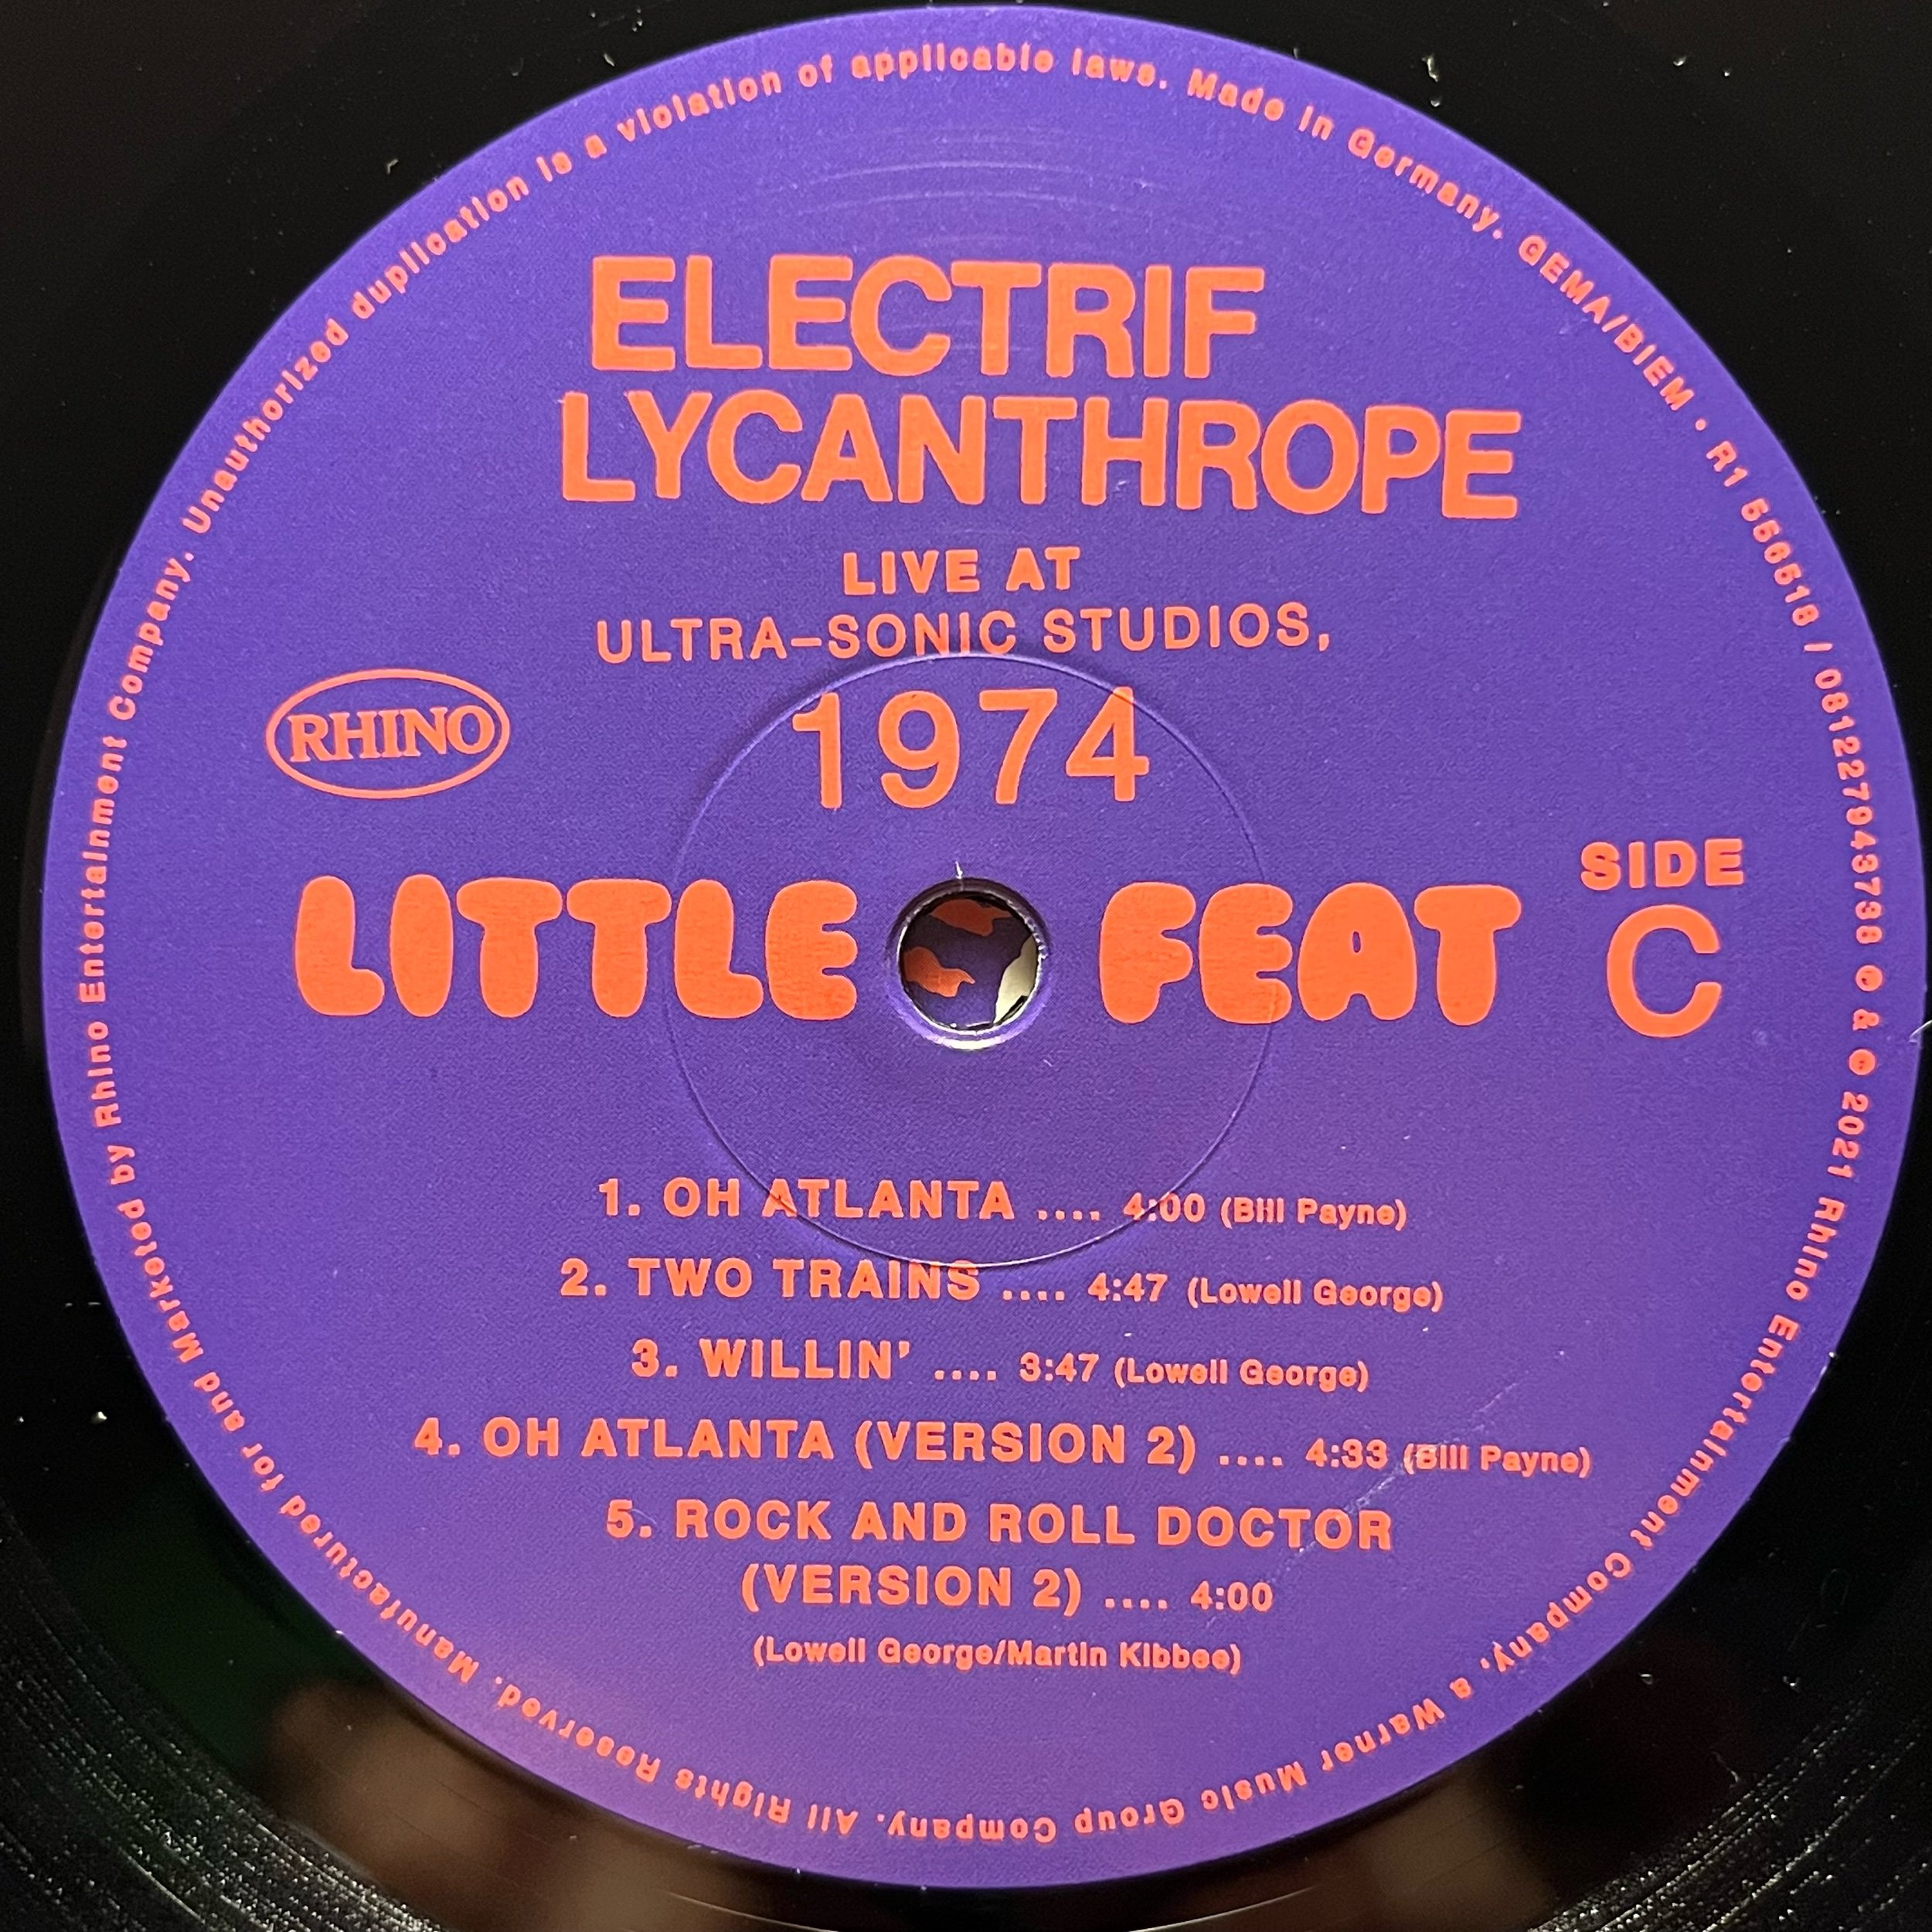 ELECTRIF
LYCANTHROPE
LIVE AT
ULTRA–SONIC STUDIOS,
1974
RHINO
LITTLE FEAT
SIDE
C
1. OH ATLANTA .... 4:00 (Bill Payne)
2. TWO TRAINS .... 4:47 (Lowell George)
3. WILLIN’ .... 3:47 (Lowell George)
4. OH ATLANTA (VERSION 2) .... 4:33 (Bill Payne)
5. ROCK AND ROLL DOCTOR
(VERSION 2) .... 4:00
(Lowell George/Martin Kibbee)
Manufactured for and Marketed by Rhino Entertainment Company. Unauthorized duplication is a violation of applicable laws. Made in Germany. GEMA/BIEM • R1 / ℗ & © 2021 Rhino Entertainment Company, a Warner Music Group Company. All Rights Reserved.